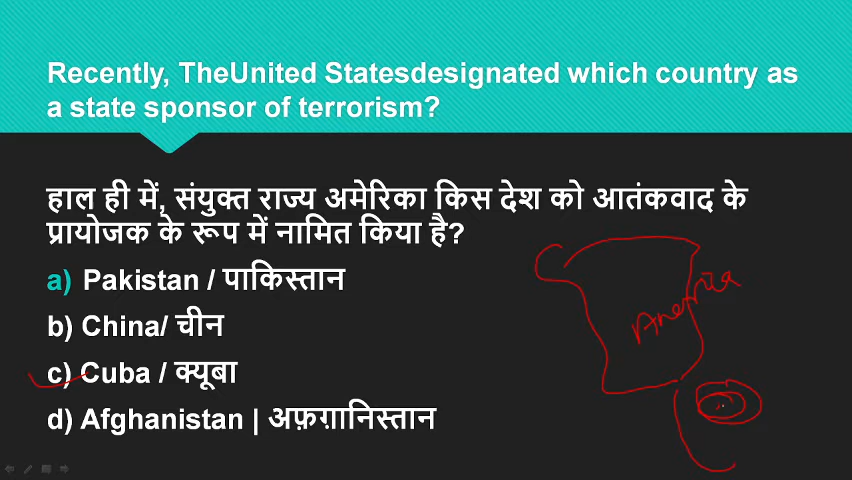 Recently, TheUnited Statesdesignated which country as
a state sponsor of terrorism?
हाल ही में, संयुक्त राज्य अमेरिका किस देश को आतंकवाद के
प्रायोजक के रूप में नामित किया है?
a) Pakistan / पाकिस्तान
b) China/ चीन
c) Cuba / क्यूबा
d) Afghanistan | अफ़ग़ानिस्तान
America